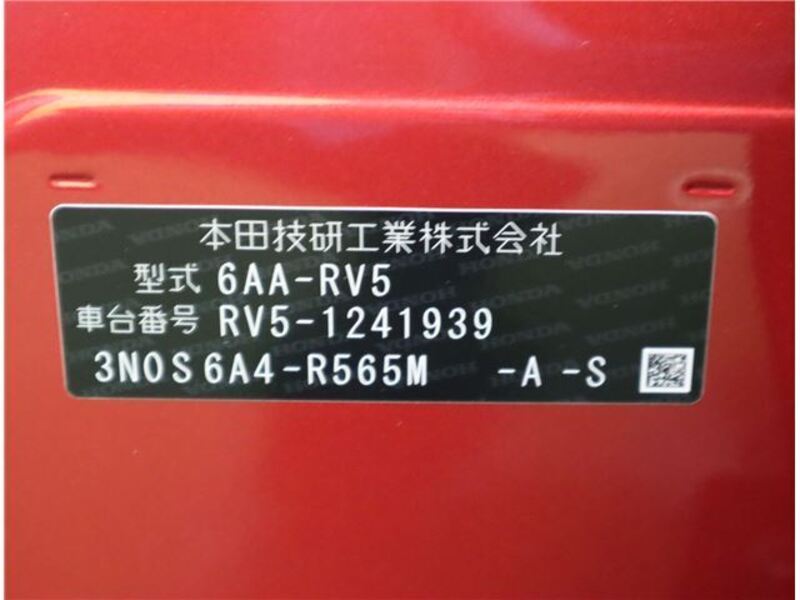 本田技研工業株式会社
型式 6AA-RV5
車台番号 RV5-1241939
3N0S6A4-R565M -A -S